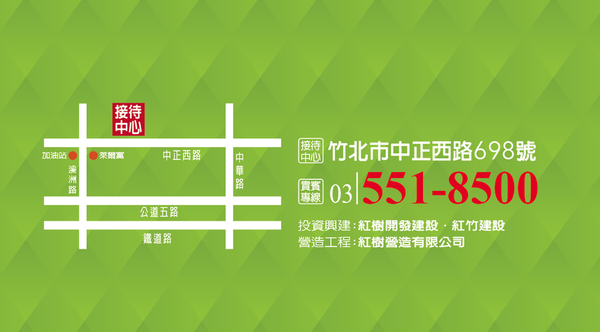 接待
中心
加油站
萊爾富
中正西路
溪洲路
中華路
公道五路
鐵道路
接待
中心
竹北市中正西路698號
貴賓
專線
03 551-8500
投資興建：紅樹開發建設．紅竹建設
營造工程：紅樹營造有限公司